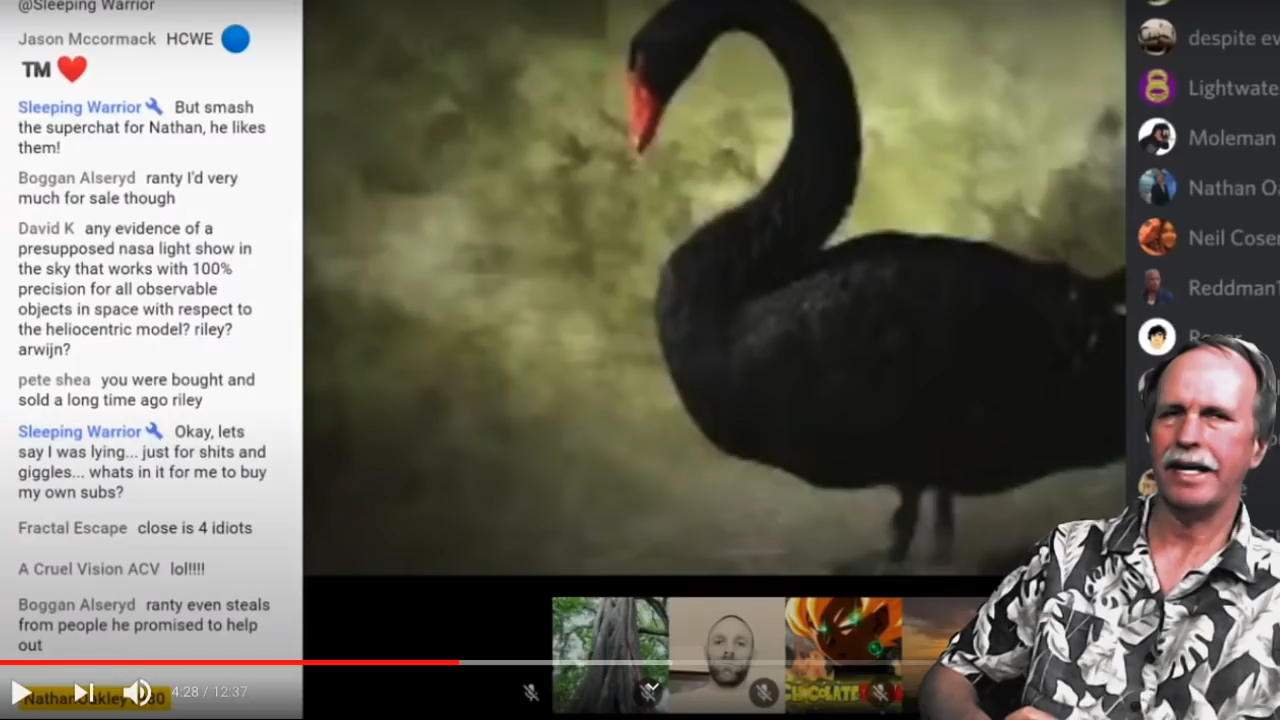 @Sleeping Warrior
Jason Mccormack HCWE
TM
Sleeping Warrior But smash
the superchat for Nathan, he likes
them!
Boggan Alseryd ranty I'd very
much for sale though
David K any evidence of a
presupposed nasa light show in
the sky that works with 100%
precision for all observable
objects in space with respect to
the heliocentric model? riley?
arwijn?
pete shea you were bought and
sold a long time ago riley
Sleeping Warrior Okay, lets
say I was lying... just for shits and
giggles... whats in it for me to buy
my own subs?
Fractal Escape close is 4 idiots
A Cruel Vision ACV lol!!!!
Boggan Alseryd ranty even steals
from people he promised to help
out
4:28 / 12:37
despite ev
Lightwate
Moleman
Nathan Oa
Neil Coser
Reddman
Roger
CHOCOLATE